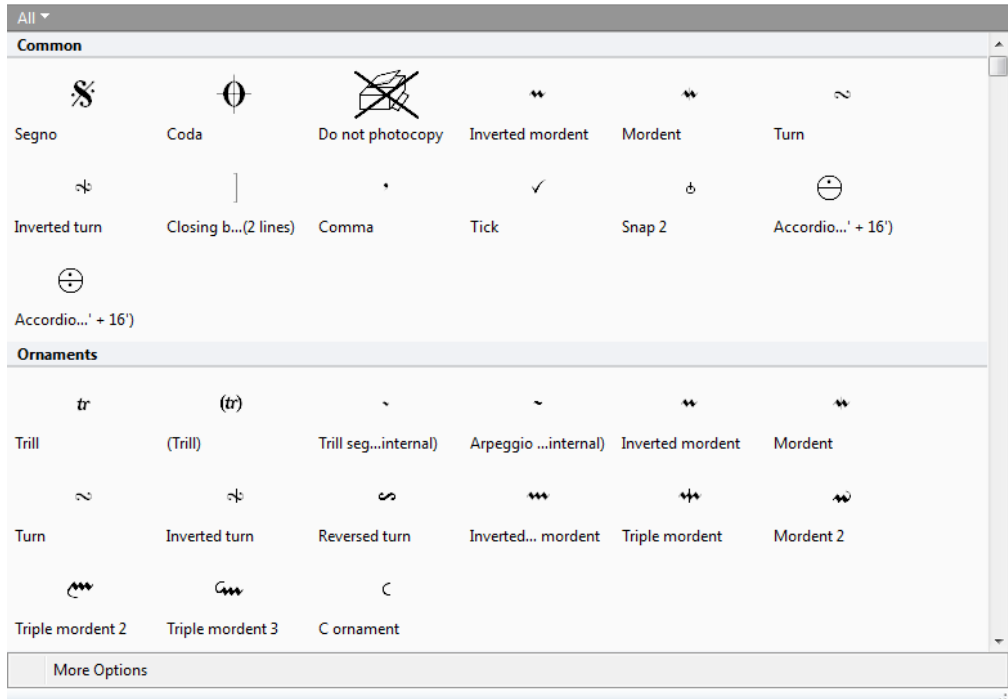 All
Common
Segno Coda Do not photocopy Inverted mordent Mordent Turn
Inverted turn Closing b...(2 lines) Comma Tick Snap 2 Accordio...' + 16')
Accordio...' + 16')
Ornaments
tr (tr)
Trill (Trill) Trill seg...internal) Arpeggio ...internal) Inverted mordent Mordent
Turn Inverted turn Reversed turn Inverted... mordent Triple mordent Mordent 2
Triple mordent 2 Triple mordent 3 C ornament
More Options